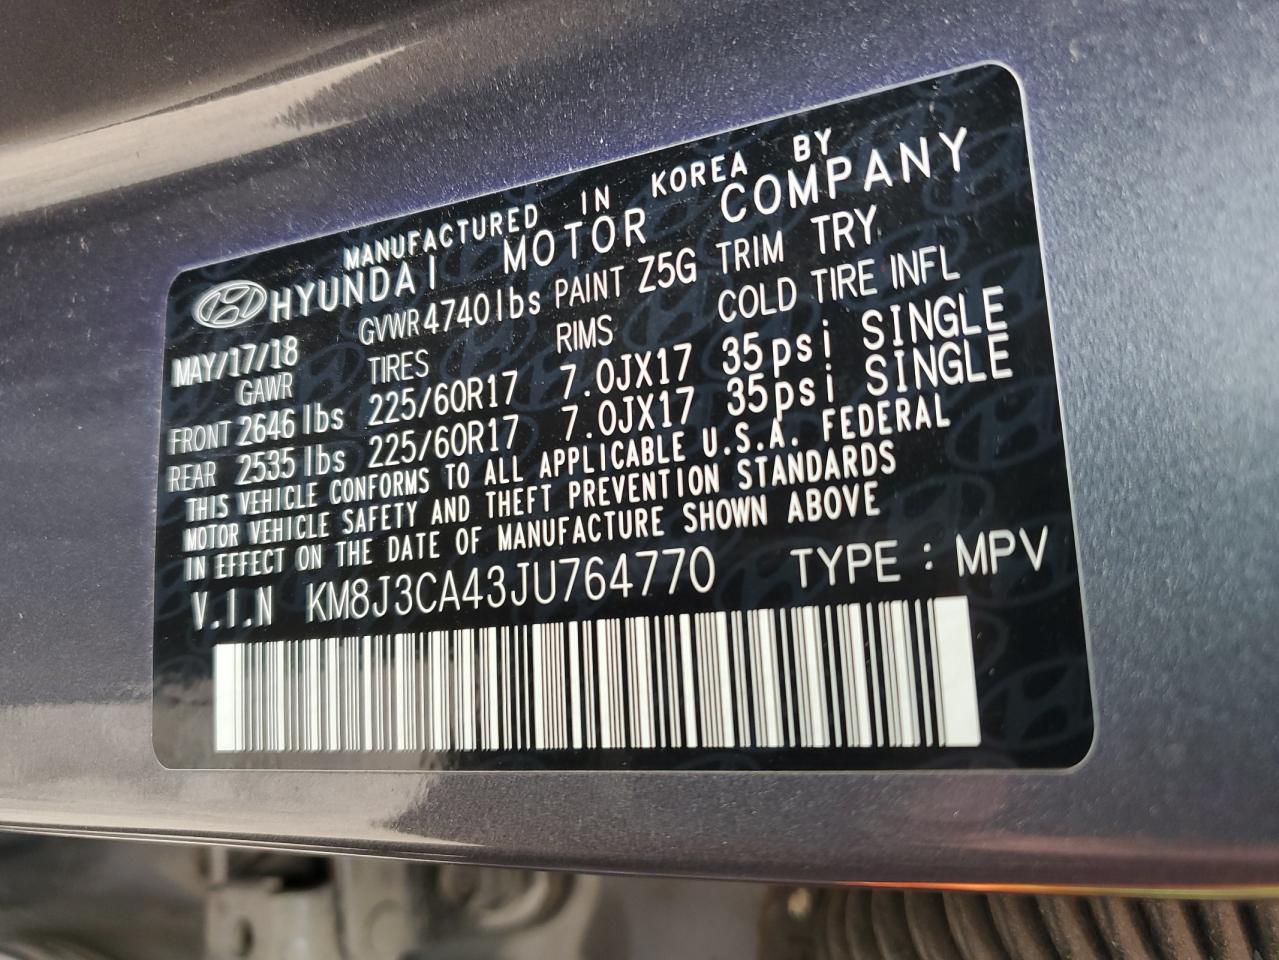 MANUFACTURED IN KOREA BY
HYUNDAI MOTOR COMPANY
MAY/17/18 GVWR 4740 lbs PAINT Z5G TRIM TRY
GAWR TIRES RIMS COLD TIRE INFL
FRONT 2646 lbs 225/60R17 7.0JX17 35psi SINGLE
REAR 2535 lbs 225/60R17 7.0JX17 35psi SINGLE
THIS VEHICLE CONFORMS TO ALL APPLICABLE U.S.A. FEDERAL
MOTOR VEHICLE SAFETY AND THEFT PREVENTION STANDARDS
IN EFFECT ON THE DATE OF MANUFACTURE SHOWN ABOVE
V.I.N KM8J3CA43JU764770 TYPE : MPV